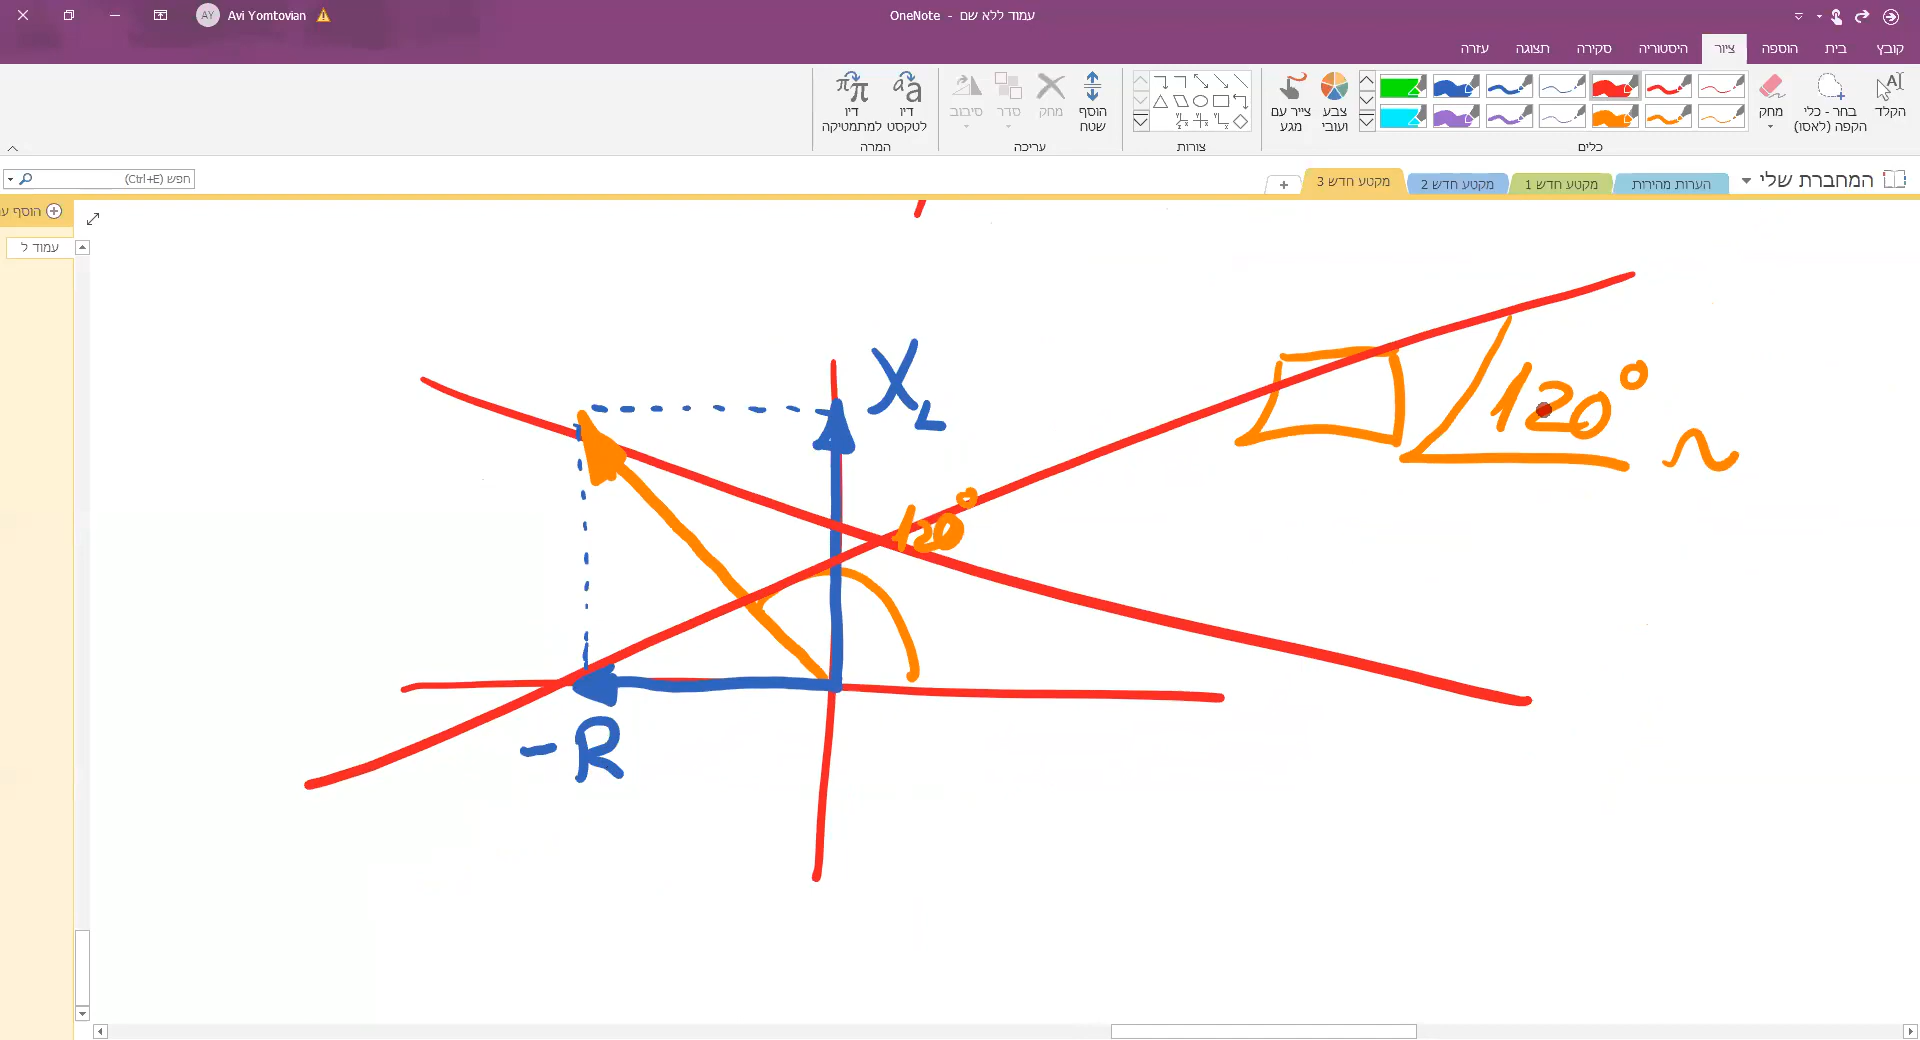 Avi Yomtovian
AY
עמוד ללא שם - OneNote
קובץ
בית
הוספה
ציור
היסטוריה
סקירה
תצוגה
עזרה
הקלד
בחר - כלי הקפה (לאסו)
מחק
כלים
צבע ועובי
צייר עם מגע
צורות
הוסף שטח
מחק
סדר
סיבוב
עריכה
דיו לטקסט
דיו למתמטיקה
המרה
המחברת שלי
הערות מהירות
מקטע חדש 1
מקטע חדש 2
מקטע חדש 3
חפש (Ctrl+E)
הוסף
עמוד ל
X_L
120°
120°
~
-R